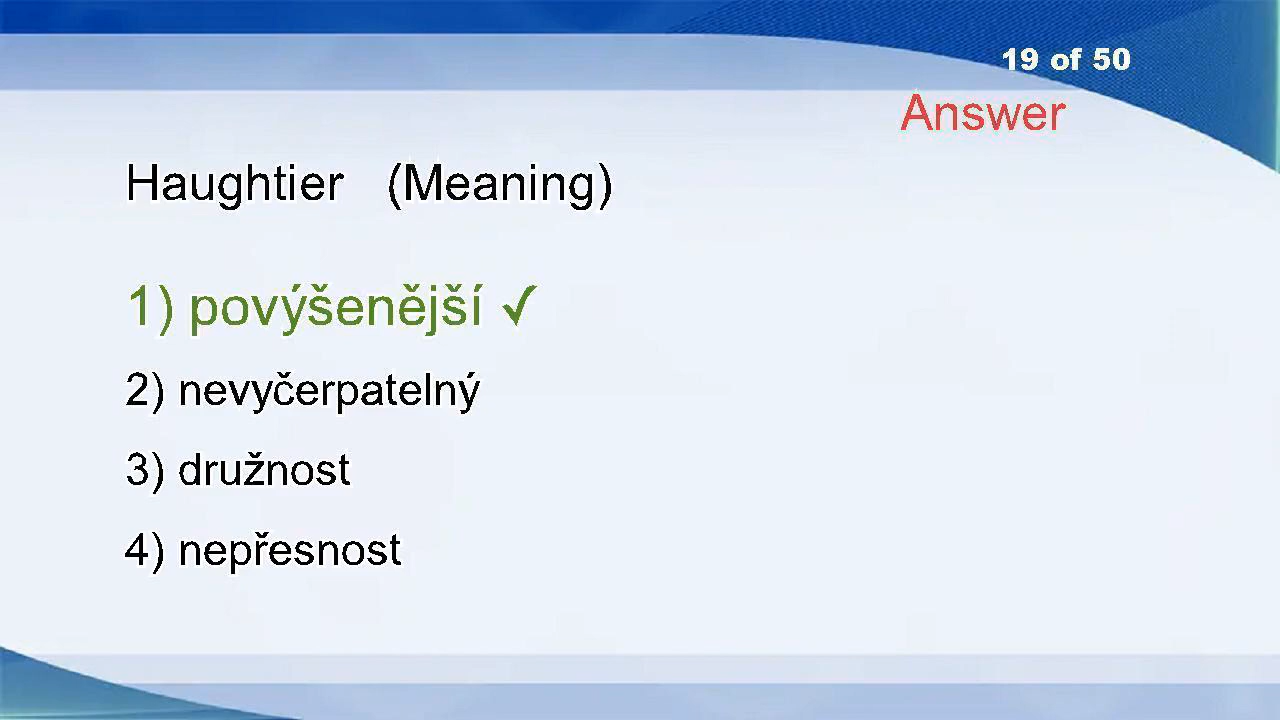 19 of 50
Answer
Haughtier (Meaning)
1) povýšenější ✓
2) nevyčerpatelný
3) družnost
4) nepřesnost